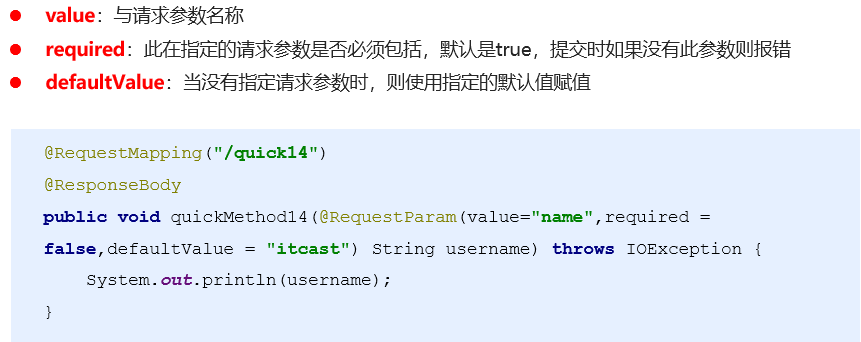 ● value：与请求参数名称
● required：此在指定的请求参数是否必须包括，默认是true，提交时如果没有此参数则报错
● defaultValue：当没有指定请求参数时，则使用指定的默认值赋值
@RequestMapping("/quick14")
@ResponseBody
public void quickMethod14(@RequestParam(value="name",required =
false,defaultValue = "itcast") String username) throws IOException {
    System.out.println(username);
}